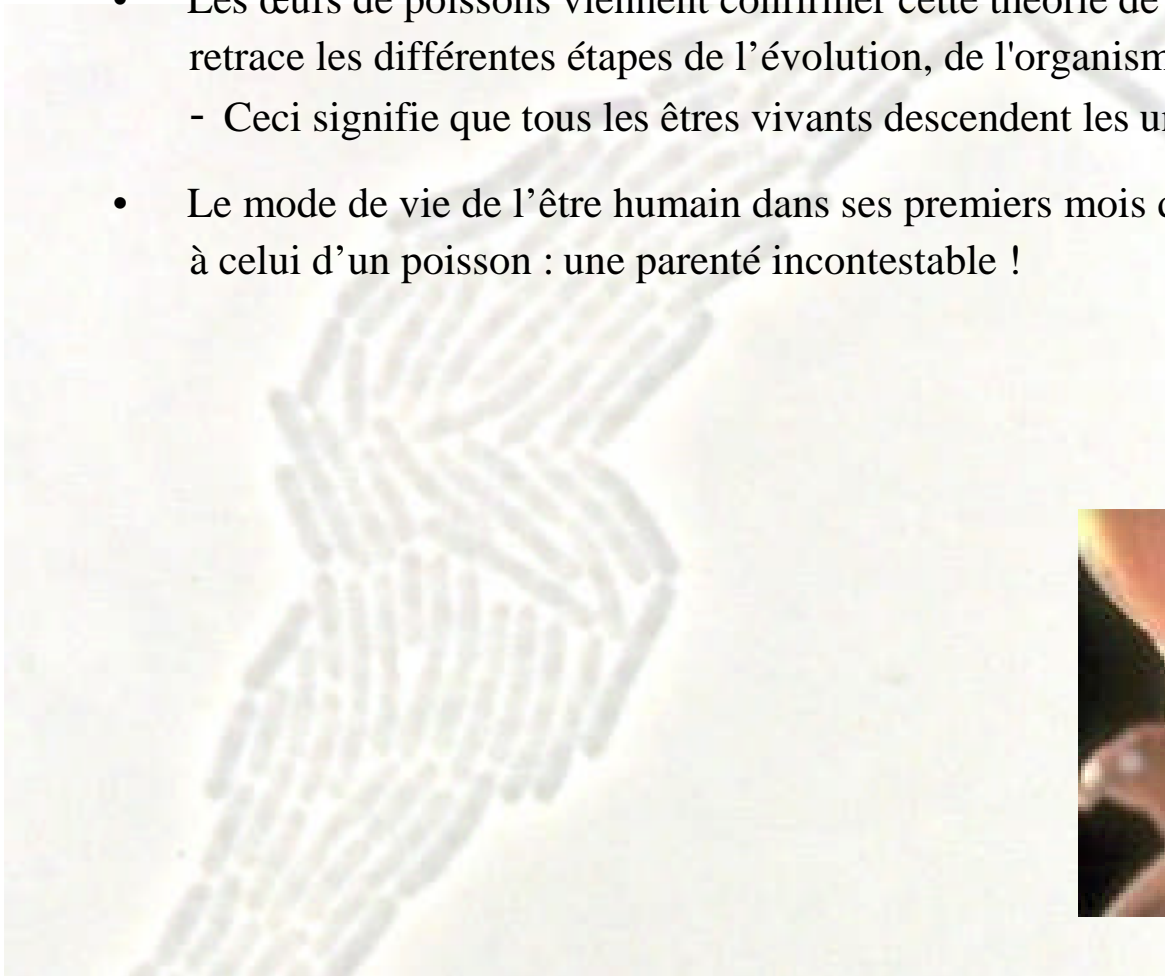 • Les œufs de poissons viennent confirmer cette théorie de
retrace les différentes étapes de l’évolution, de l'organism
- Ceci signifie que tous les êtres vivants descendent les
• Le mode de vie de l’être humain dans ses premiers mois
à celui d’un poisson : une parenté incontestable !